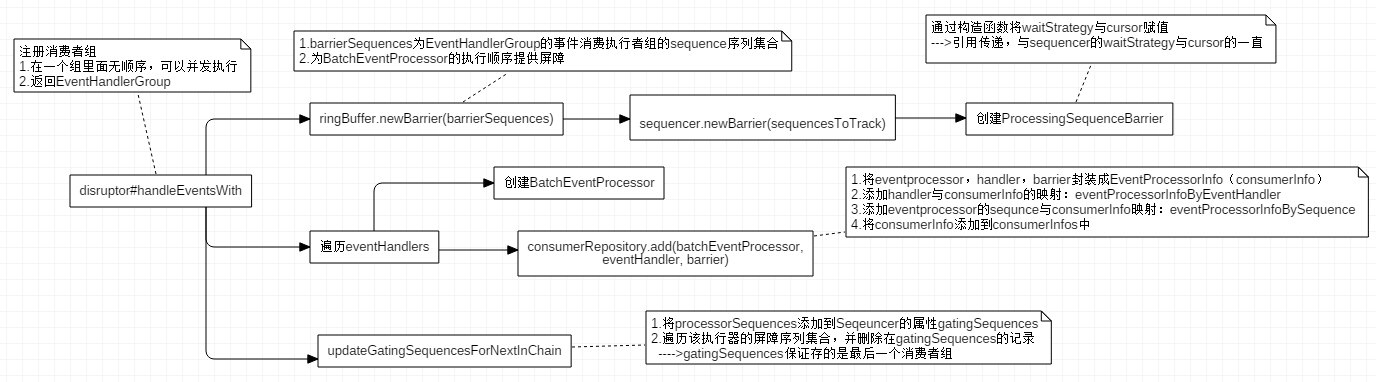 注册消费者组
1.在一个组里面无顺序，可以并发执行
2.返回EventHandlerGroup
1.barrierSequences为EventHandlerGroup的事件消费执行者组的sequence序列集合
2.为BatchEventProcessor的执行顺序提供屏障
通过构造函数将waitStrategy与cursor赋值
--->引用传递，与sequencer的waitStrategy与cursor的一直
ringBuffer.newBarrier(barrierSequences)
sequencer.newBarrier(sequencesToTrack)
创建ProcessingSequenceBarrier
disruptor#handleEventsWith
创建BatchEventProcessor
1.将eventprocessor，handler，barrier封装成EventProcessorInfo（consumerInfo）
2.添加handler与consumerInfo的映射：eventProcessorInfoByEventHandler
3.添加eventprocessor的sequnce与consumerInfo映射：eventProcessorInfoBySequence
4.将consumerInfo添加到consumerInfos中
遍历eventHandlers
consumerRepository.add(batchEventProcessor,
eventHandler, barrier)
updateGatingSequencesForNextInChain
1.将processorSequences添加到Seqeuncer的属性gatingSequences
2.遍历该执行器的屏障序列集合，并删除在gatingSequences的记录
---->gatingSequences保证存的是最后一个消费者组